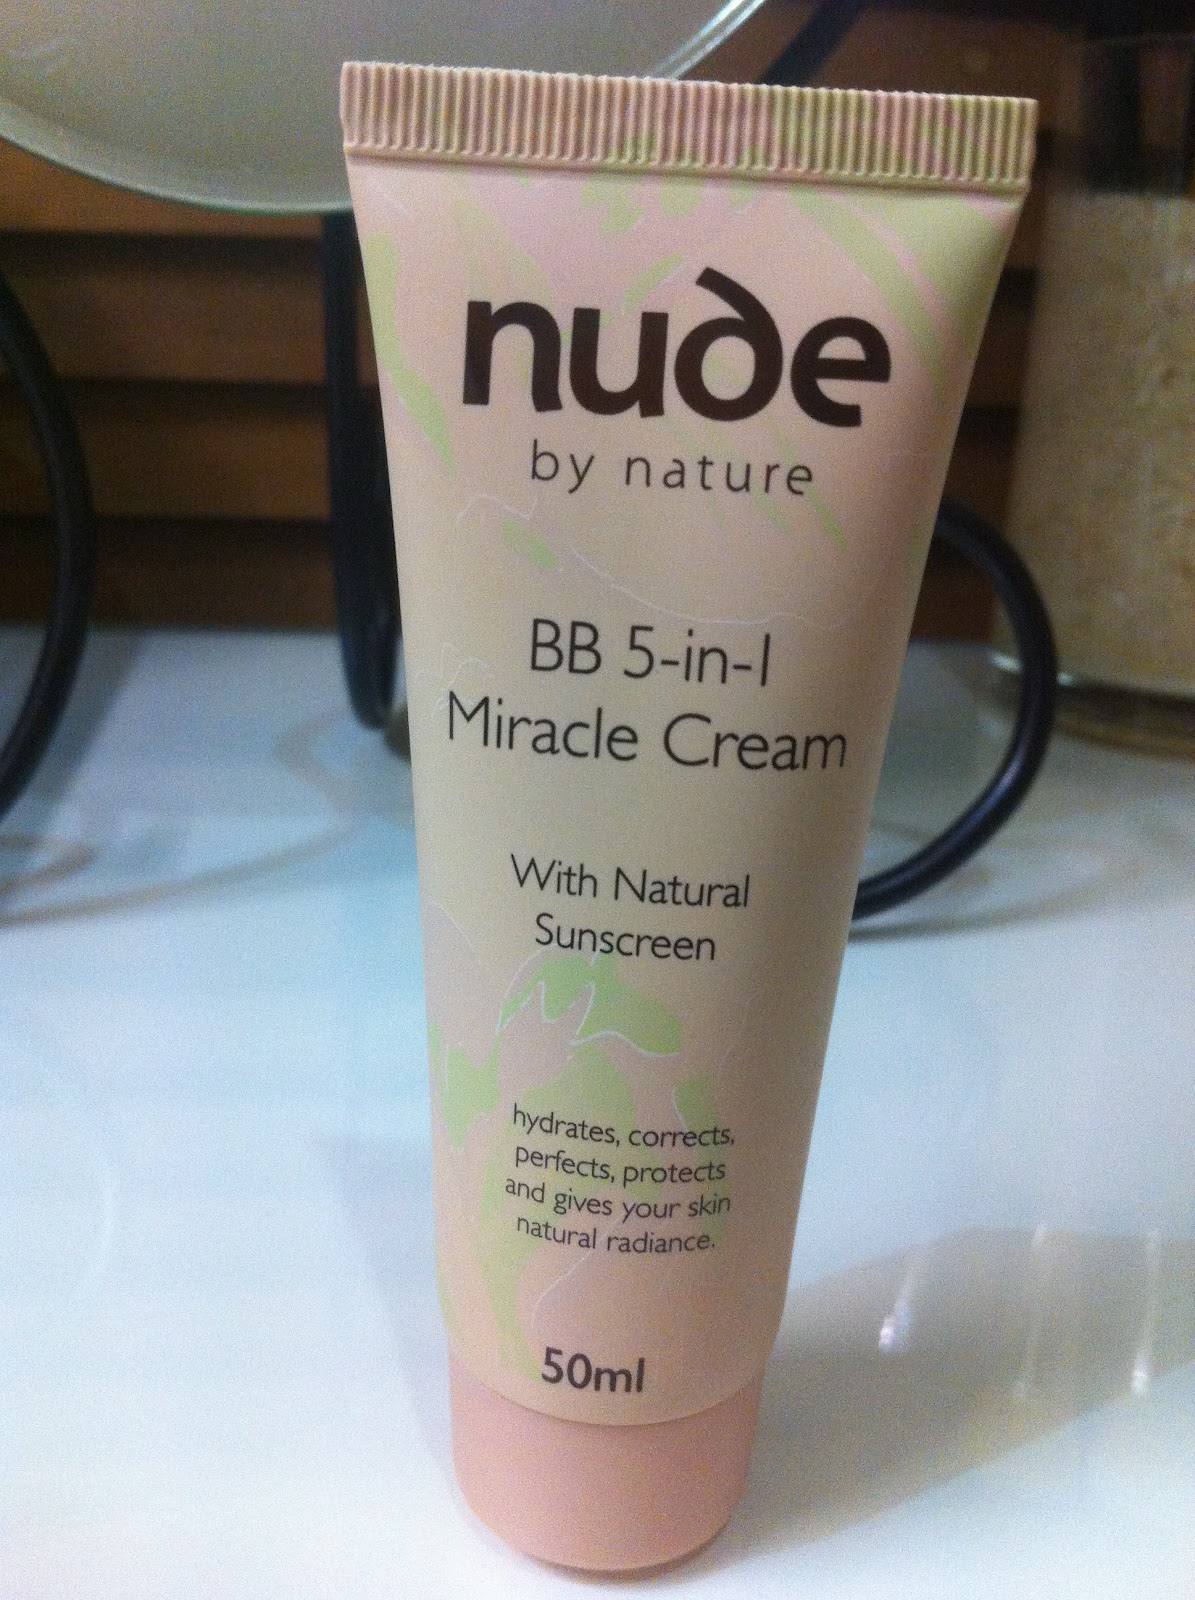 nude
by nature
BB 5-in-1
Miracle Cream
With Natural
Sunscreen
hydrates, corrects,
perfects, protects
and gives your skin
natural radiance.
50ml